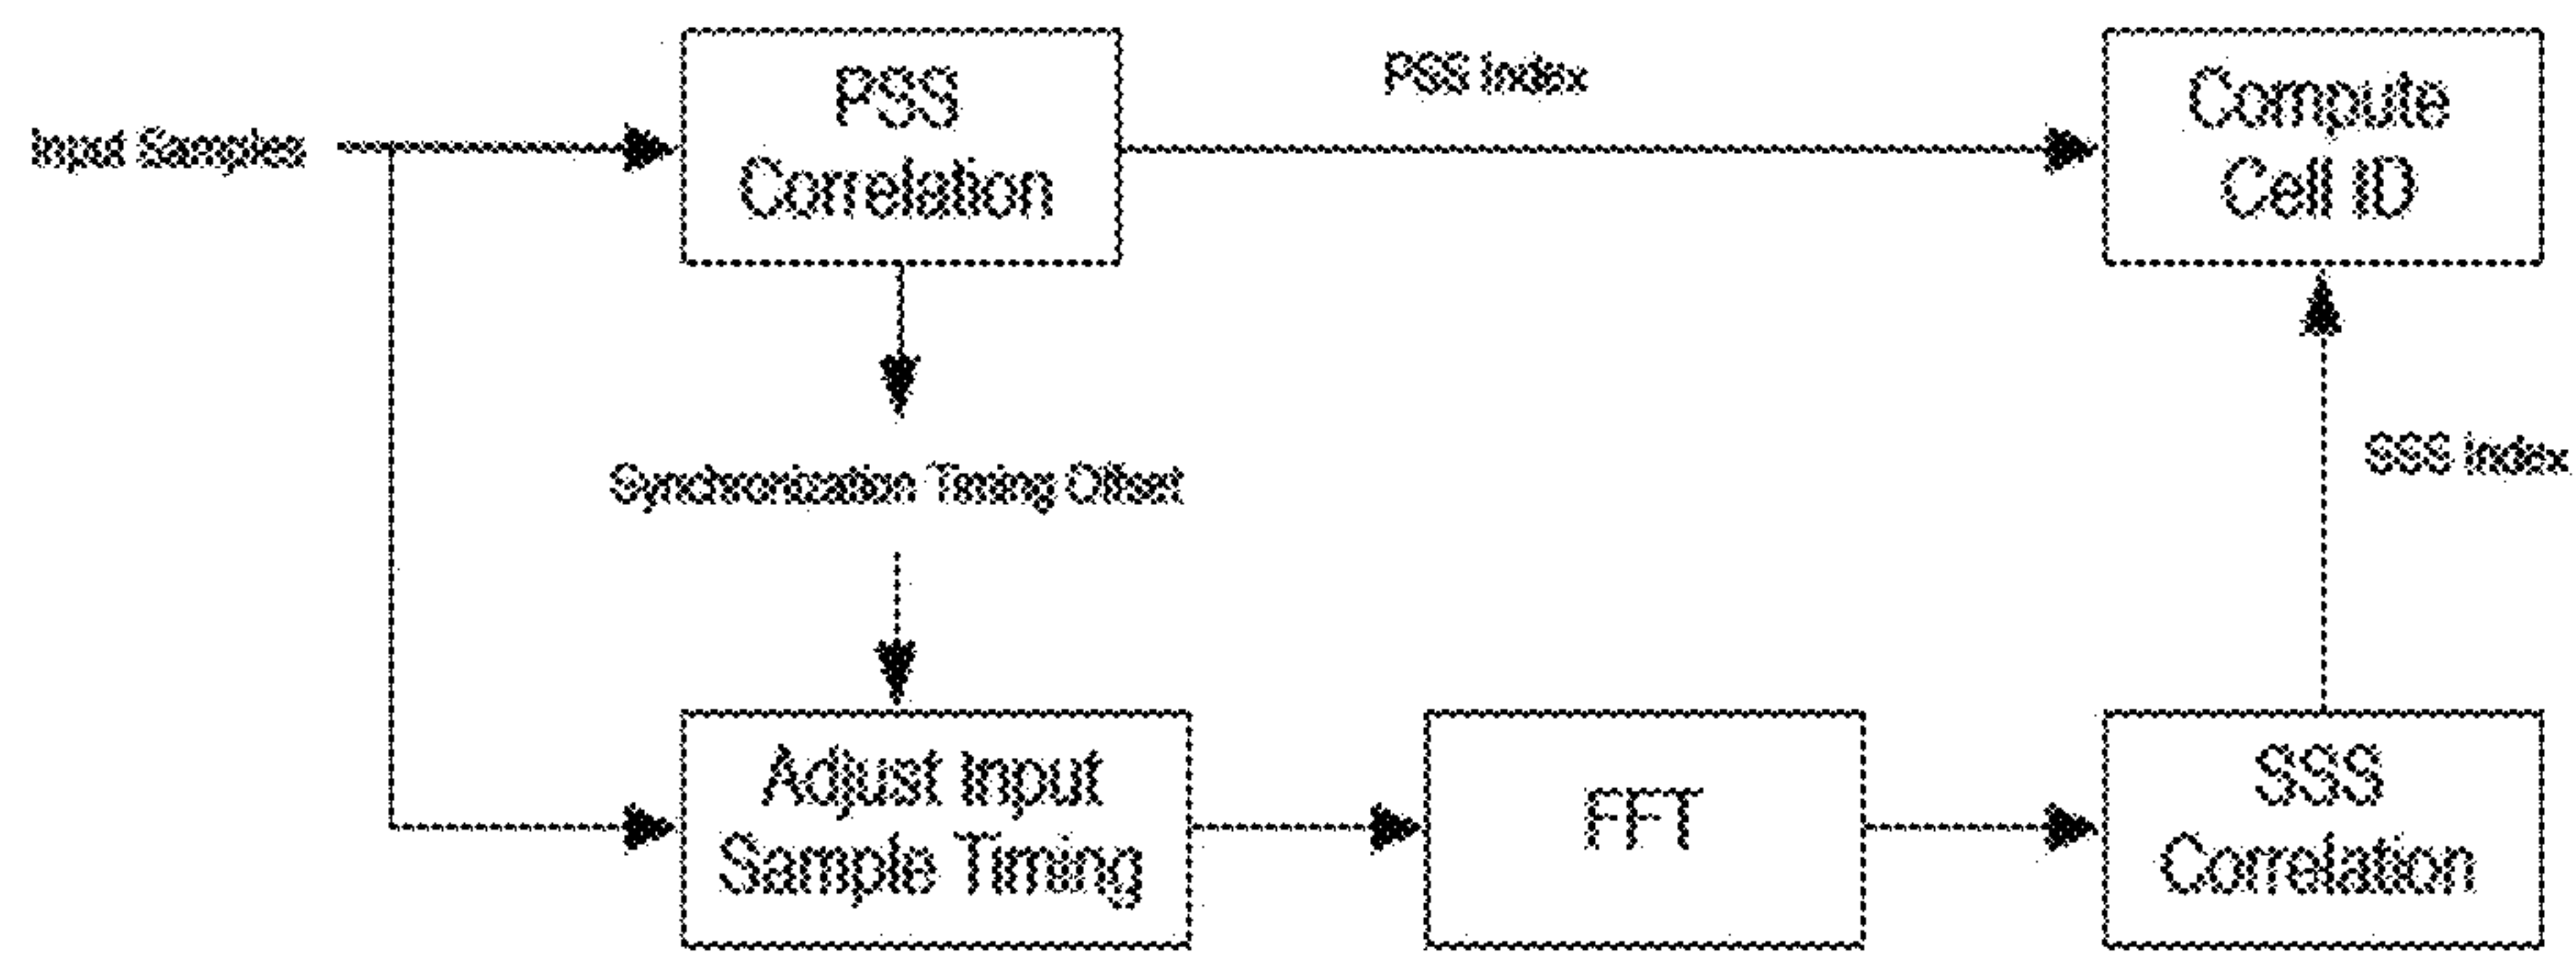 PSS
Correlation
PSS Index
Compute
Cell ID
Input Samples
Synchronization Timing Offset
SSS Index
Adjust Input
Sample Timing
FFT
SSS
Correlation